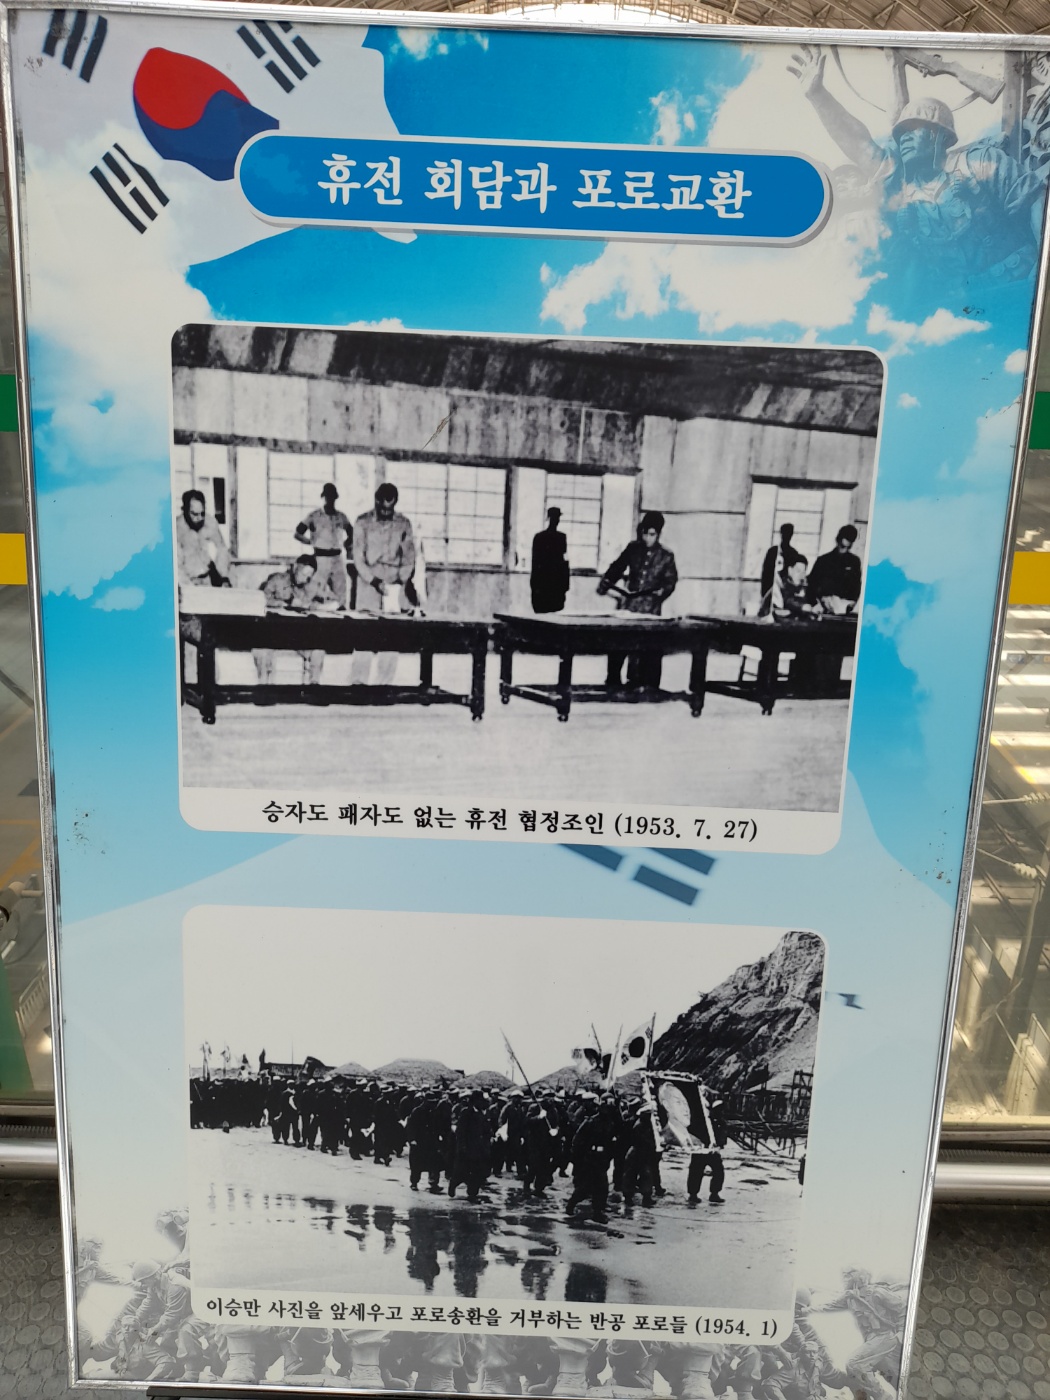 휴전 회담과 포로교환
승자도 패자도 없는 휴전 협정조인 (1953. 7. 27)
이승만 사진을 앞세우고 포로송환을 거부하는 반공 포로들 (1954. 1)